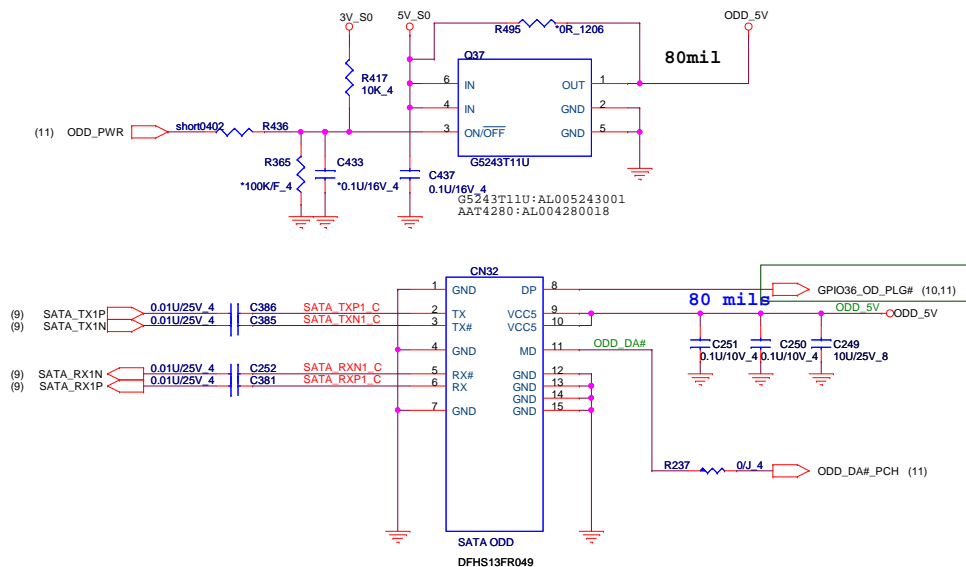 3V_S0
5V_S0
ODD_5V
R495
*0R_1206
80mil
Q37
R417
10K_4
6 IN
OUT 1
4 IN
GND 2
3 ON/OFF
GND 5
G5243T11U
(11) ODD_PWR
short0402
R436
R365
*100K/F_4
C433
*0.1U/16V_4
C437
0.1U/16V_4
G5243T11U:AL005243001
AAT4280:AL004280018
CN32
1 GND
DP 8
GPIO36_OD_PLG# (10,11)
80 mils
(9) SATA_TX1P
0.01U/25V_4
C386
SATA_TXP1_C
2 TX
VCC5 9
ODD_5V
ODD_5V
(9) SATA_TX1N
0.01U/25V_4
C385
SATA_TXN1_C
3 TX#
VCC5 10
4 GND
MD 11
ODD_DA#
C251
0.1U/10V_4
C250
0.1U/10V_4
C249
10U/25V_8
(9) SATA_RX1N
0.01U/25V_4
C252
SATA_RXN1_C
5 RX#
GND 12
(9) SATA_RX1P
0.01U/25V_4
C381
SATA_RXP1_C
6 RX
GND 13
GND 14
7 GND
GND 15
R237
0/J_4
ODD_DA#_PCH (11)
SATA ODD
DFHS13FR049